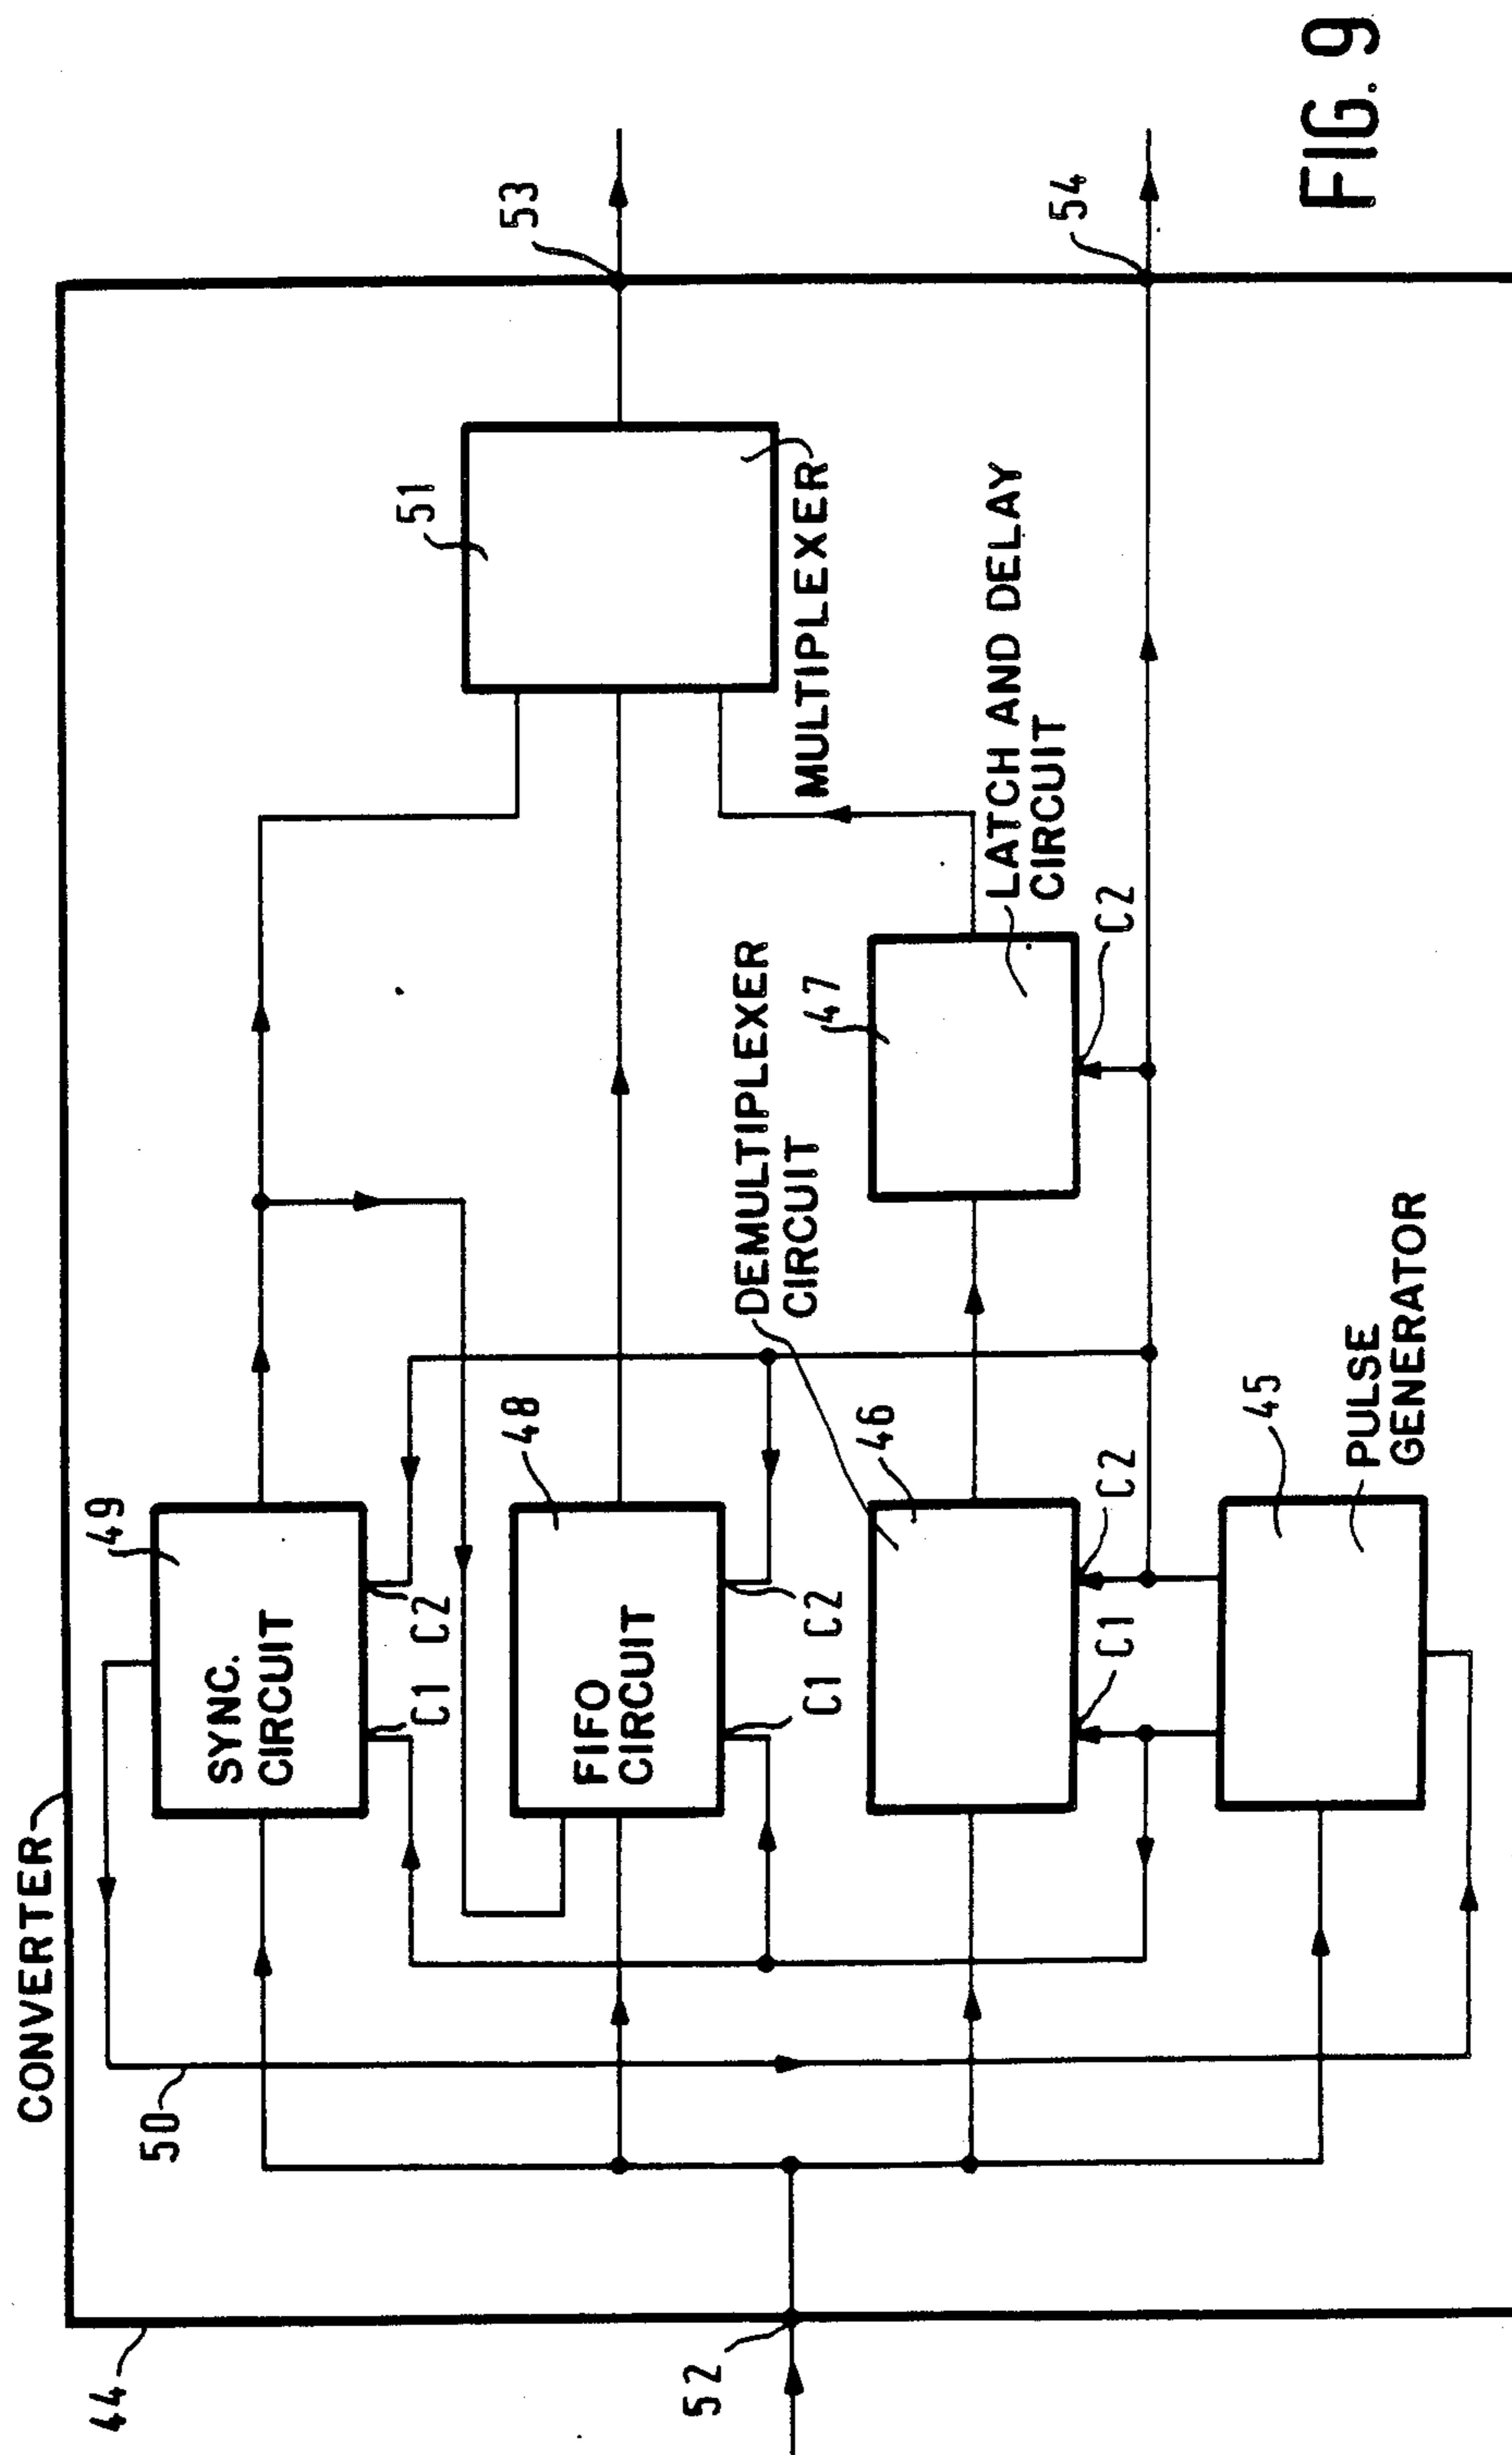 CONVERTER
44
50
52
49
SYNC.
CIRCUIT
C1 C2
48
FIFO
CIRCUIT
C1 C2
DEMULTIPLEXER
CIRCUIT
46
C1
C2
45
PULSE
GENERATOR
47
LATCH AND DELAY
CIRCUIT
C2
51
MULTIPLEXER
53
54
FIG. 9